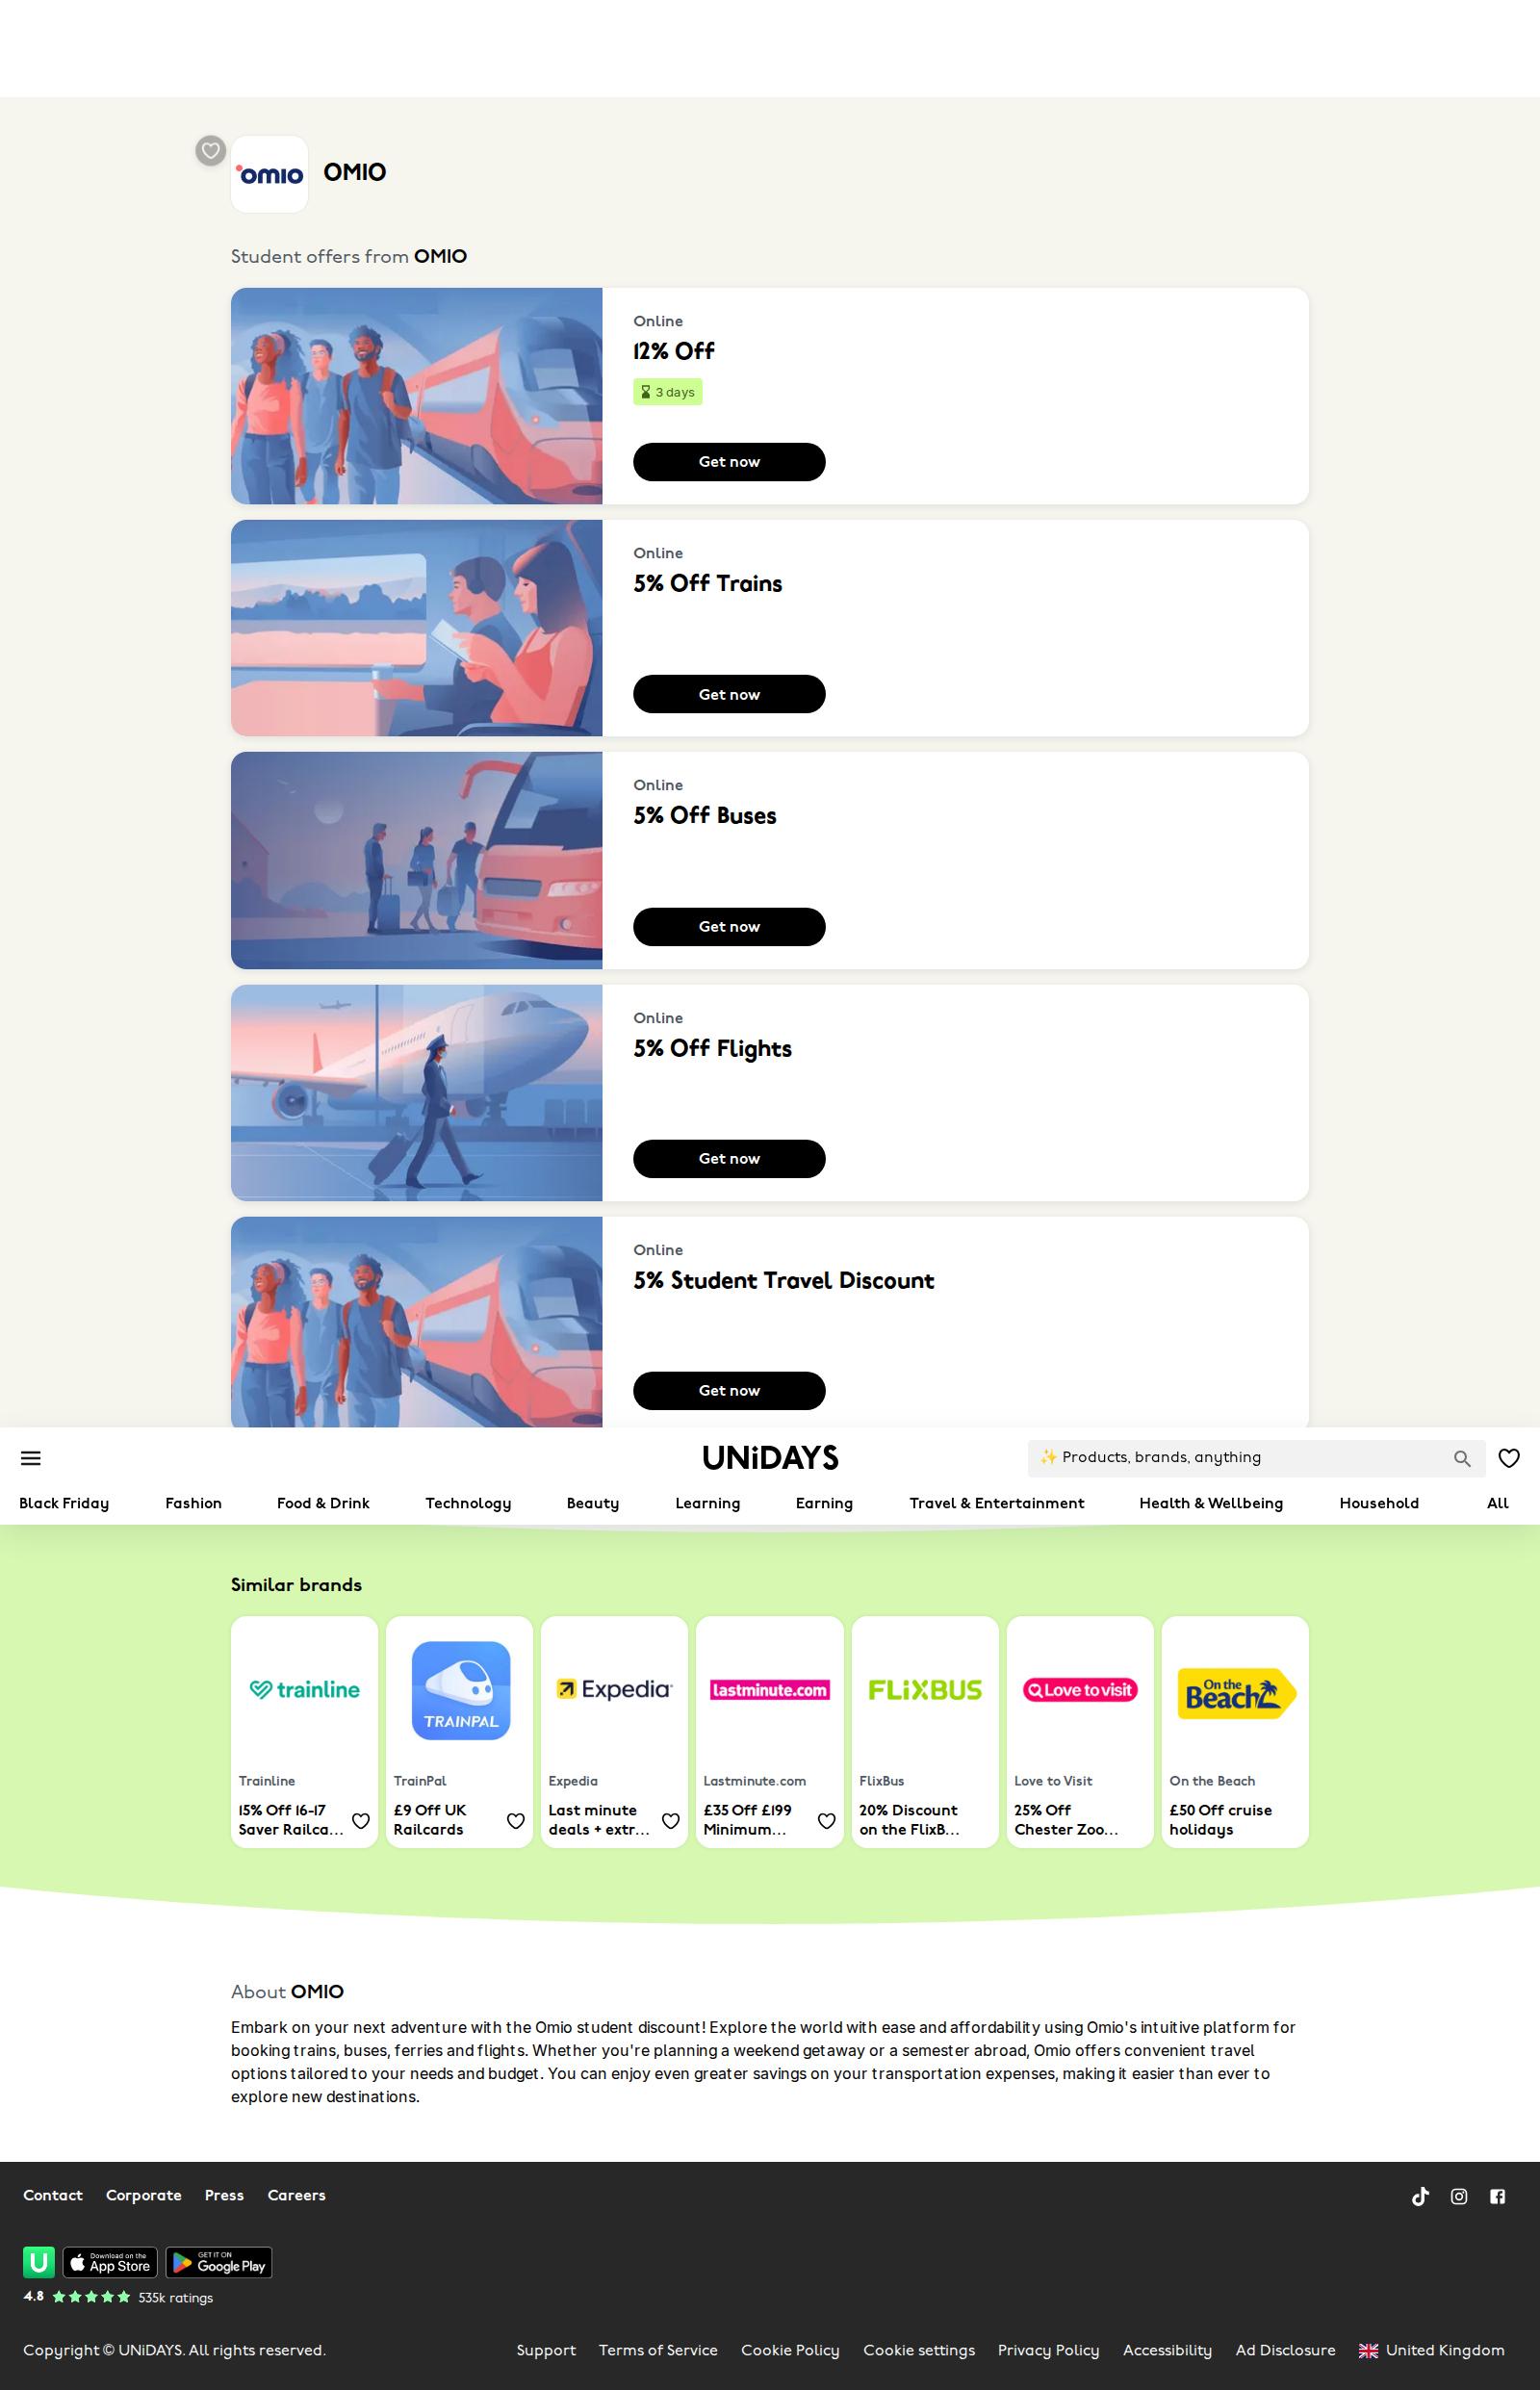 omio
OMIO
Student offers from OMIO
Online
12% Off
3 days
Get now
Online
5% Off Trains
Get now
Online
5% Off Buses
Get now
Online
5% Off Flights
Get now
Online
5% Student Travel Discount
Get now
UNiDAYS
✨ Products, brands, anything
Black Friday Fashion Food & Drink Technology Beauty Learning Earning Travel & Entertainment Health & Wellbeing Household All
Similar brands
trainline
TRAINPAL
Expedia
lastminute.com
FLiXBUS
Love to visit
On the
Beach
Trainline
15% Off 16-17
Saver Railca...
TrainPal
£9 Off UK
Railcards
Expedia
Last minute
deals + extr...
Lastminute.com
£35 Off £199
Minimum...
FlixBus
20% Discount
on the FlixB...
Love to Visit
25% Off
Chester Zoo...
On the Beach
£50 Off cruise
holidays
About OMIO
Embark on your next adventure with the Omio student discount! Explore the world with ease and affordability using Omio's intuitive platform for
booking trains, buses, ferries and flights. Whether you're planning a weekend getaway or a semester abroad, Omio offers convenient travel
options tailored to your needs and budget. You can enjoy even greater savings on your transportation expenses, making it easier than ever to
explore new destinations.
Contact Corporate Press Careers
U
Download on the
App Store
GET IT ON
Google Play
4.8 535k ratings
Copyright © UNiDAYS. All rights reserved.
Support Terms of Service Cookie Policy Cookie settings Privacy Policy Accessibility Ad Disclosure United Kingdom